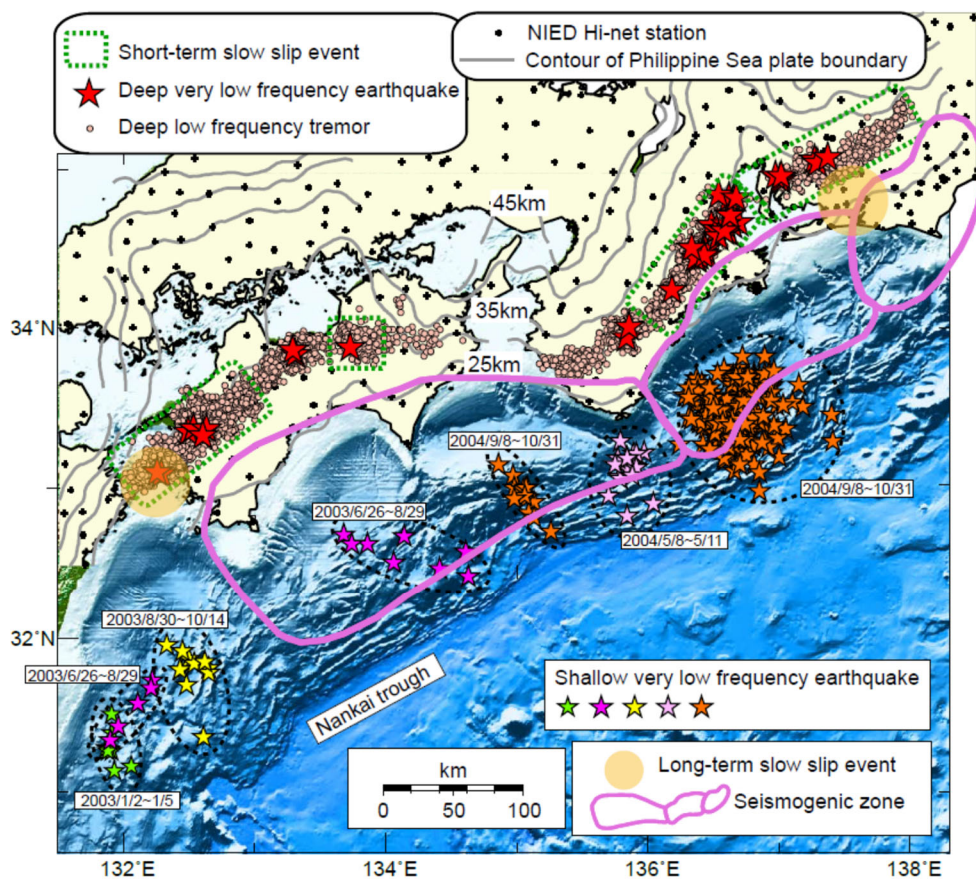 Short-term slow slip event
Deep very low frequency earthquake
Deep low frequency tremor
NIED Hi-net station
Contour of Philippine Sea plate boundary
45km
35km
25km
34°N
32°N
2004/9/8~10/31
2003/6/26~8/29
2004/5/8~5/11
2004/9/8~10/31
2003/8/30~10/14
2003/6/26~8/29
2003/1/2~1/5
Nankai trough
Shallow very low frequency earthquake
km
0 50 100
Long-term slow slip event
Seismogenic zone
132°E
134°E
136°E
138°E